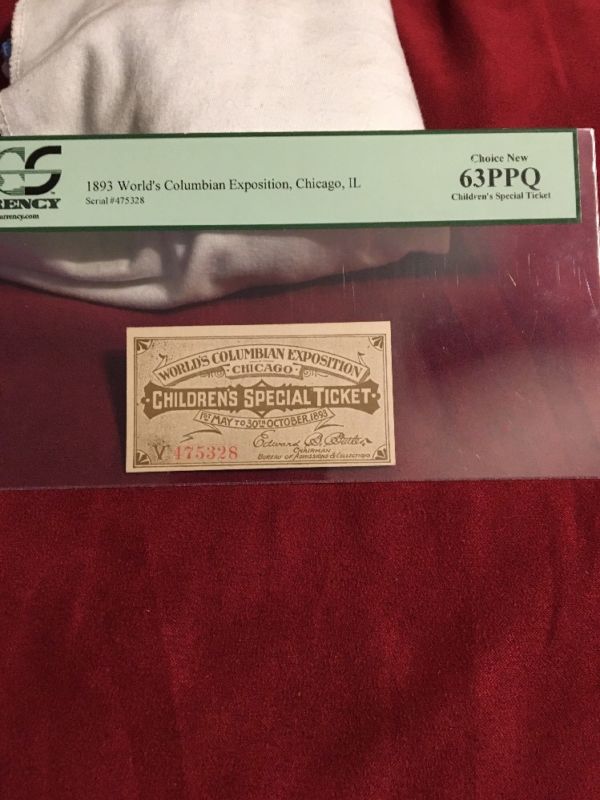 CS
RENCY
urrency.com
1893 World's Columbian Exposition, Chicago, IL
Serial #475328
Choice New
63PPQ
Children's Special Ticket
WORLD'S COLUMBIAN EXPOSITION
CHICAGO
CHILDREN'S SPECIAL TICKET
1ST MAY TO 30TH OCTOBER, 1893
Edward B. Butler
CHAIRMAN
BUREAU OF ADMISSIONS & COLLECTIONS
V 475328